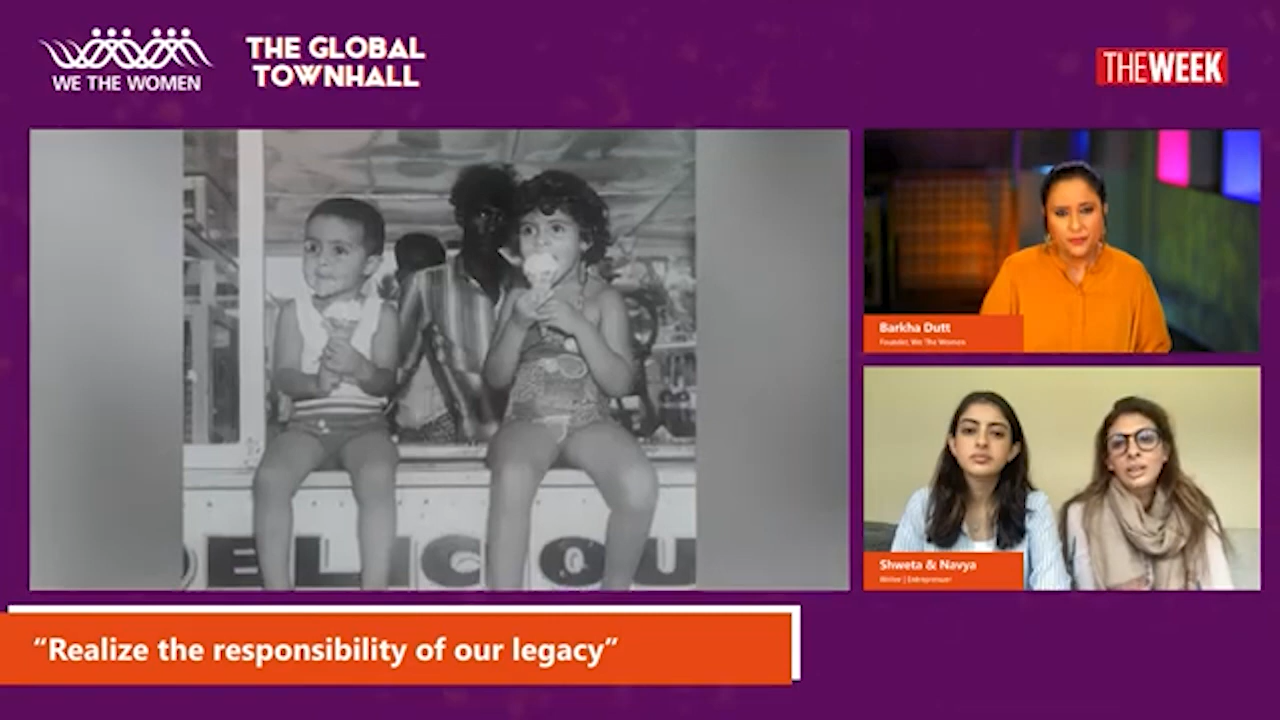 WE THE WOMEN
THE GLOBAL
TOWNHALL
THEWEEK
ELICOU
Barkha Dutt
Founder, We The Women
Shweta & Navya
Writer | Entrepreneur
“Realize the responsibility of our legacy”